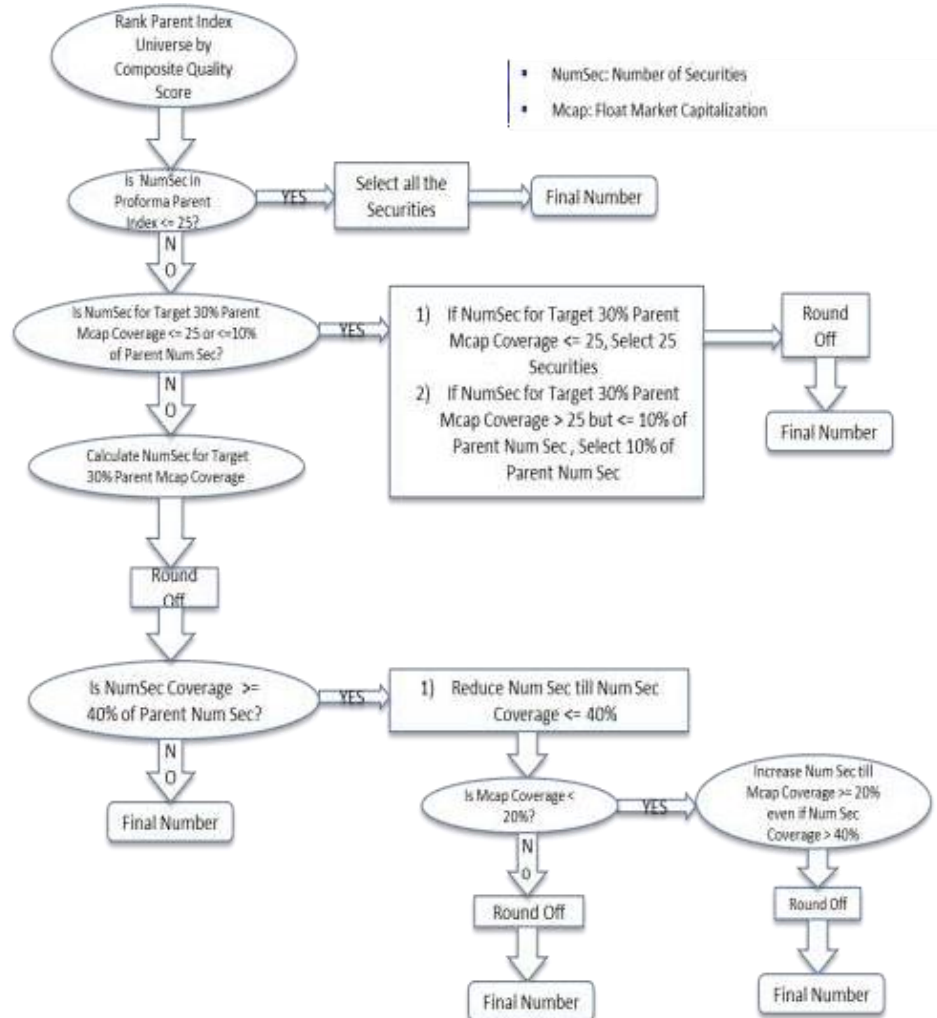 Rank Parent Index
Universe by
Composite Quality
Score
▪ NumSec: Number of Securities
▪ Mcap: Float Market Capitalization
Is NumSec in
Proforma Parent
Index <= 25?
YES
Select all the
Securities
Final Number
N
O
Is NumSec for Target 30% Parent
Mcap Coverage <= 25 or <=10%
of Parent Num Sec?
YES
1) If NumSec for Target 30% Parent
Mcap Coverage <= 25, Select 25
Securities
2) If NumSec for Target 30% Parent
Mcap Coverage > 25 but <= 10% of
Parent Num Sec , Select 10% of
Parent Num Sec
Round
Off
Final Number
N
O
Calculate NumSec for Target
30% Parent Mcap Coverage
Round
Off
Is NumSec Coverage >=
40% of Parent Num Sec?
YES
1) Reduce Num Sec till Num Sec
Coverage <= 40%
N
O
Final Number
Is Mcap Coverage <
20%?
YES
Increase Num Sec till
Mcap Coverage >= 20%
even if Num Sec
Coverage > 40%
N
O
Round Off
Final Number
Round Off
Final Number